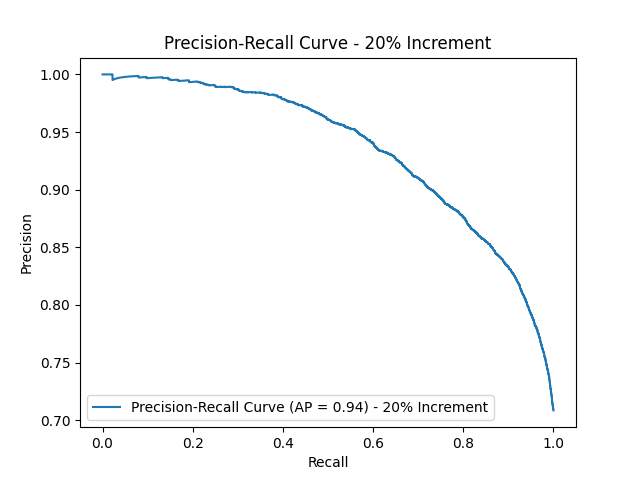 Precision-Recall Curve - 20% Increment
1.00
0.95
0.90
0.85
0.80
0.75
0.70
Precision
Precision-Recall Curve (AP = 0.94) - 20% Increment
0.0 0.2 0.4 0.6 0.8 1.0
Recall